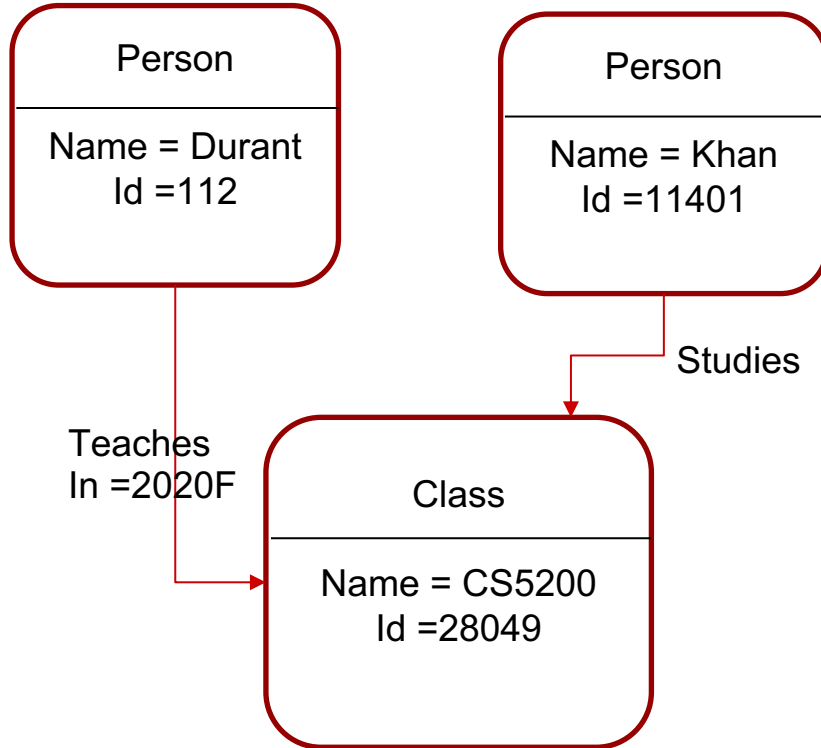 Person
Name = Durant
Id =112
Person
Name = Khan
Id =11401
Studies
Teaches
In =2020F
Class
Name = CS5200
Id =28049